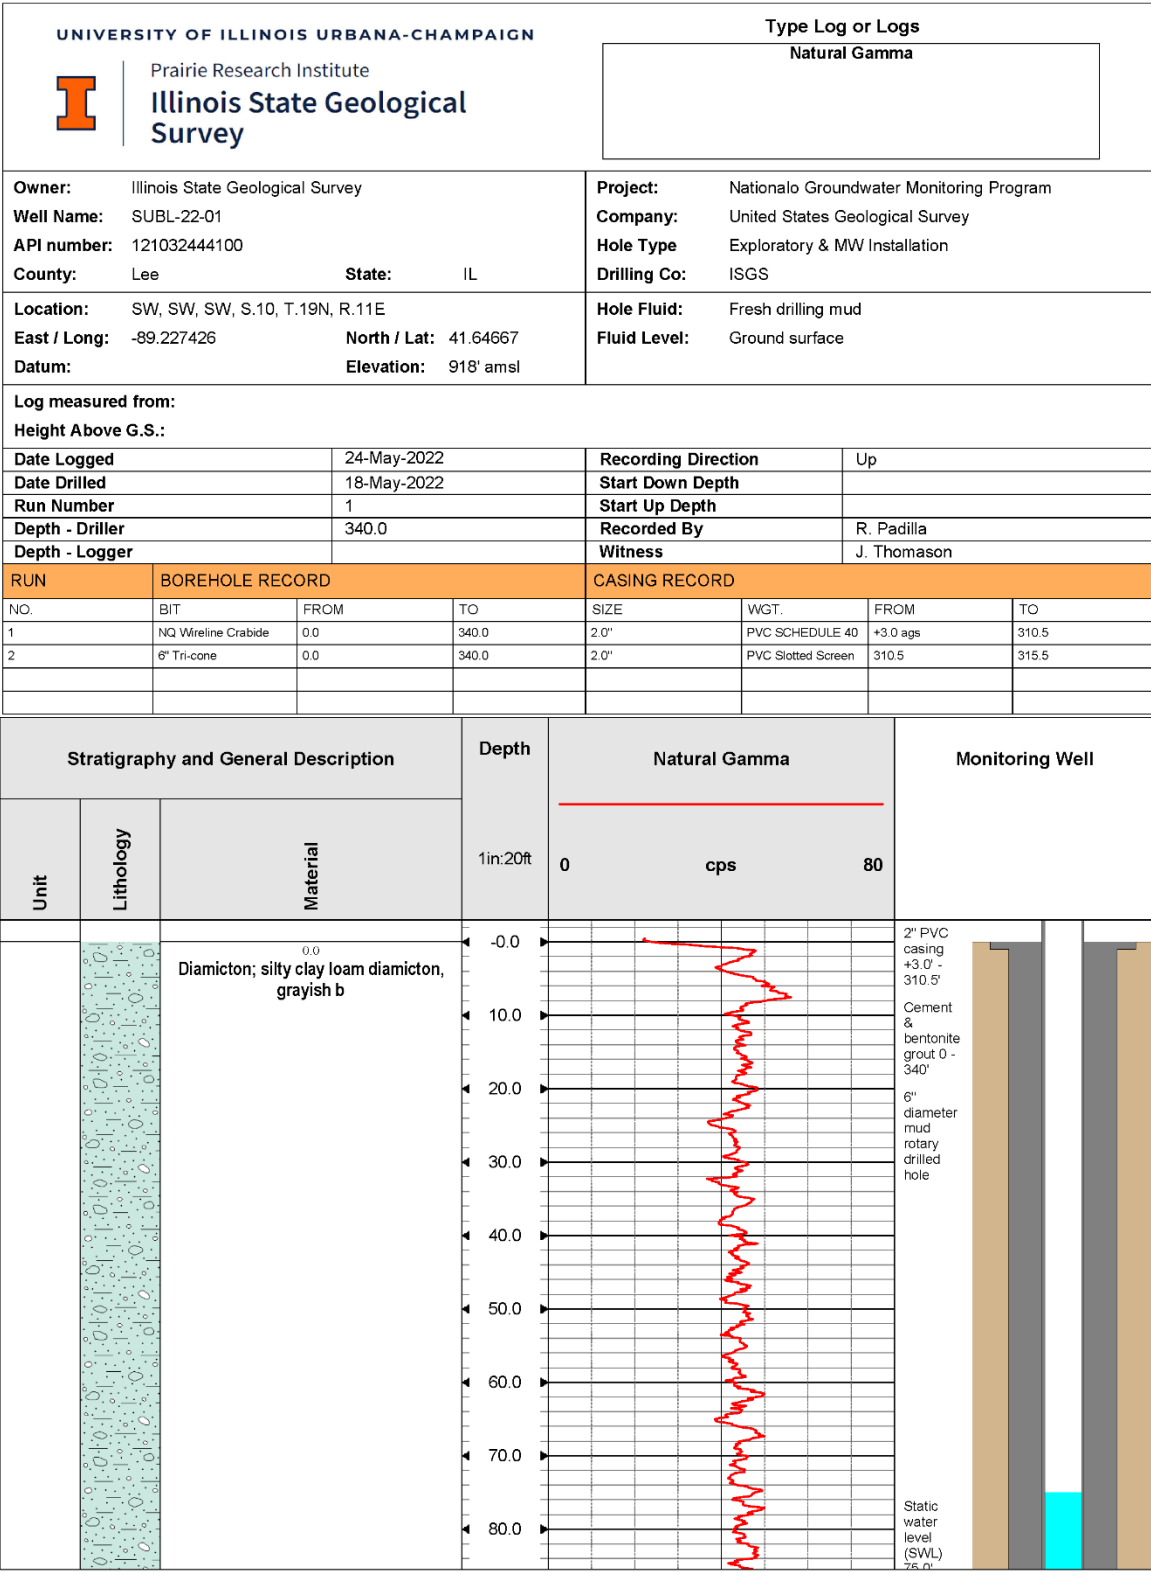 UNIVERSITY OF ILLINOIS URBANA-CHAMPAIGN
Prairie Research Institute
Illinois State Geological
Survey
Type Log or Logs
Natural Gamma
Owner: Illinois State Geological Survey
Well Name: SUBL-22-01
API number: 121032444100
County: Lee State: IL
Project: Nationalo Groundwater Monitoring Program
Company: United States Geological Survey
Hole Type Exploratory & MW Installation
Drilling Co: ISGS
Location: SW, SW, SW, S.10, T.19N, R.11E
East / Long: -89.227426 North / Lat: 41.64667
Datum: Elevation: 918' amsl
Hole Fluid: Fresh drilling mud
Fluid Level: Ground surface
Log measured from:
Height Above G.S.:
Date Logged 24-May-2022 Recording Direction Up
Date Drilled 18-May-2022 Start Down Depth
Run Number 1 Start Up Depth
Depth - Driller 340.0 Recorded By R. Padilla
Depth - Logger Witness J. Thomason
RUN BOREHOLE RECORD CASING RECORD
NO. BIT FROM TO SIZE WGT. FROM TO
1 NQ Wireline Crabide 0.0 340.0 2.0" PVC SCHEDULE 40 +3.0 ags 310.5
2 6" Tri-cone 0.0 340.0 2.0" PVC Slotted Screen 310.5 315.5
Stratigraphy and General Description
Unit
Lithology
Material
Depth
1in:20ft
Natural Gamma
0 cps 80
Monitoring Well
0.0
Diamicton; silty clay loam diamicton,
grayish b
-0.0
10.0
20.0
30.0
40.0
50.0
60.0
70.0
80.0
2" PVC
casing
+3.0' -
310.5'
Cement
&
bentonite
grout 0 -
340'
6"
diameter
mud
rotary
drilled
hole
Static
water
level
(SWL)
75.0'